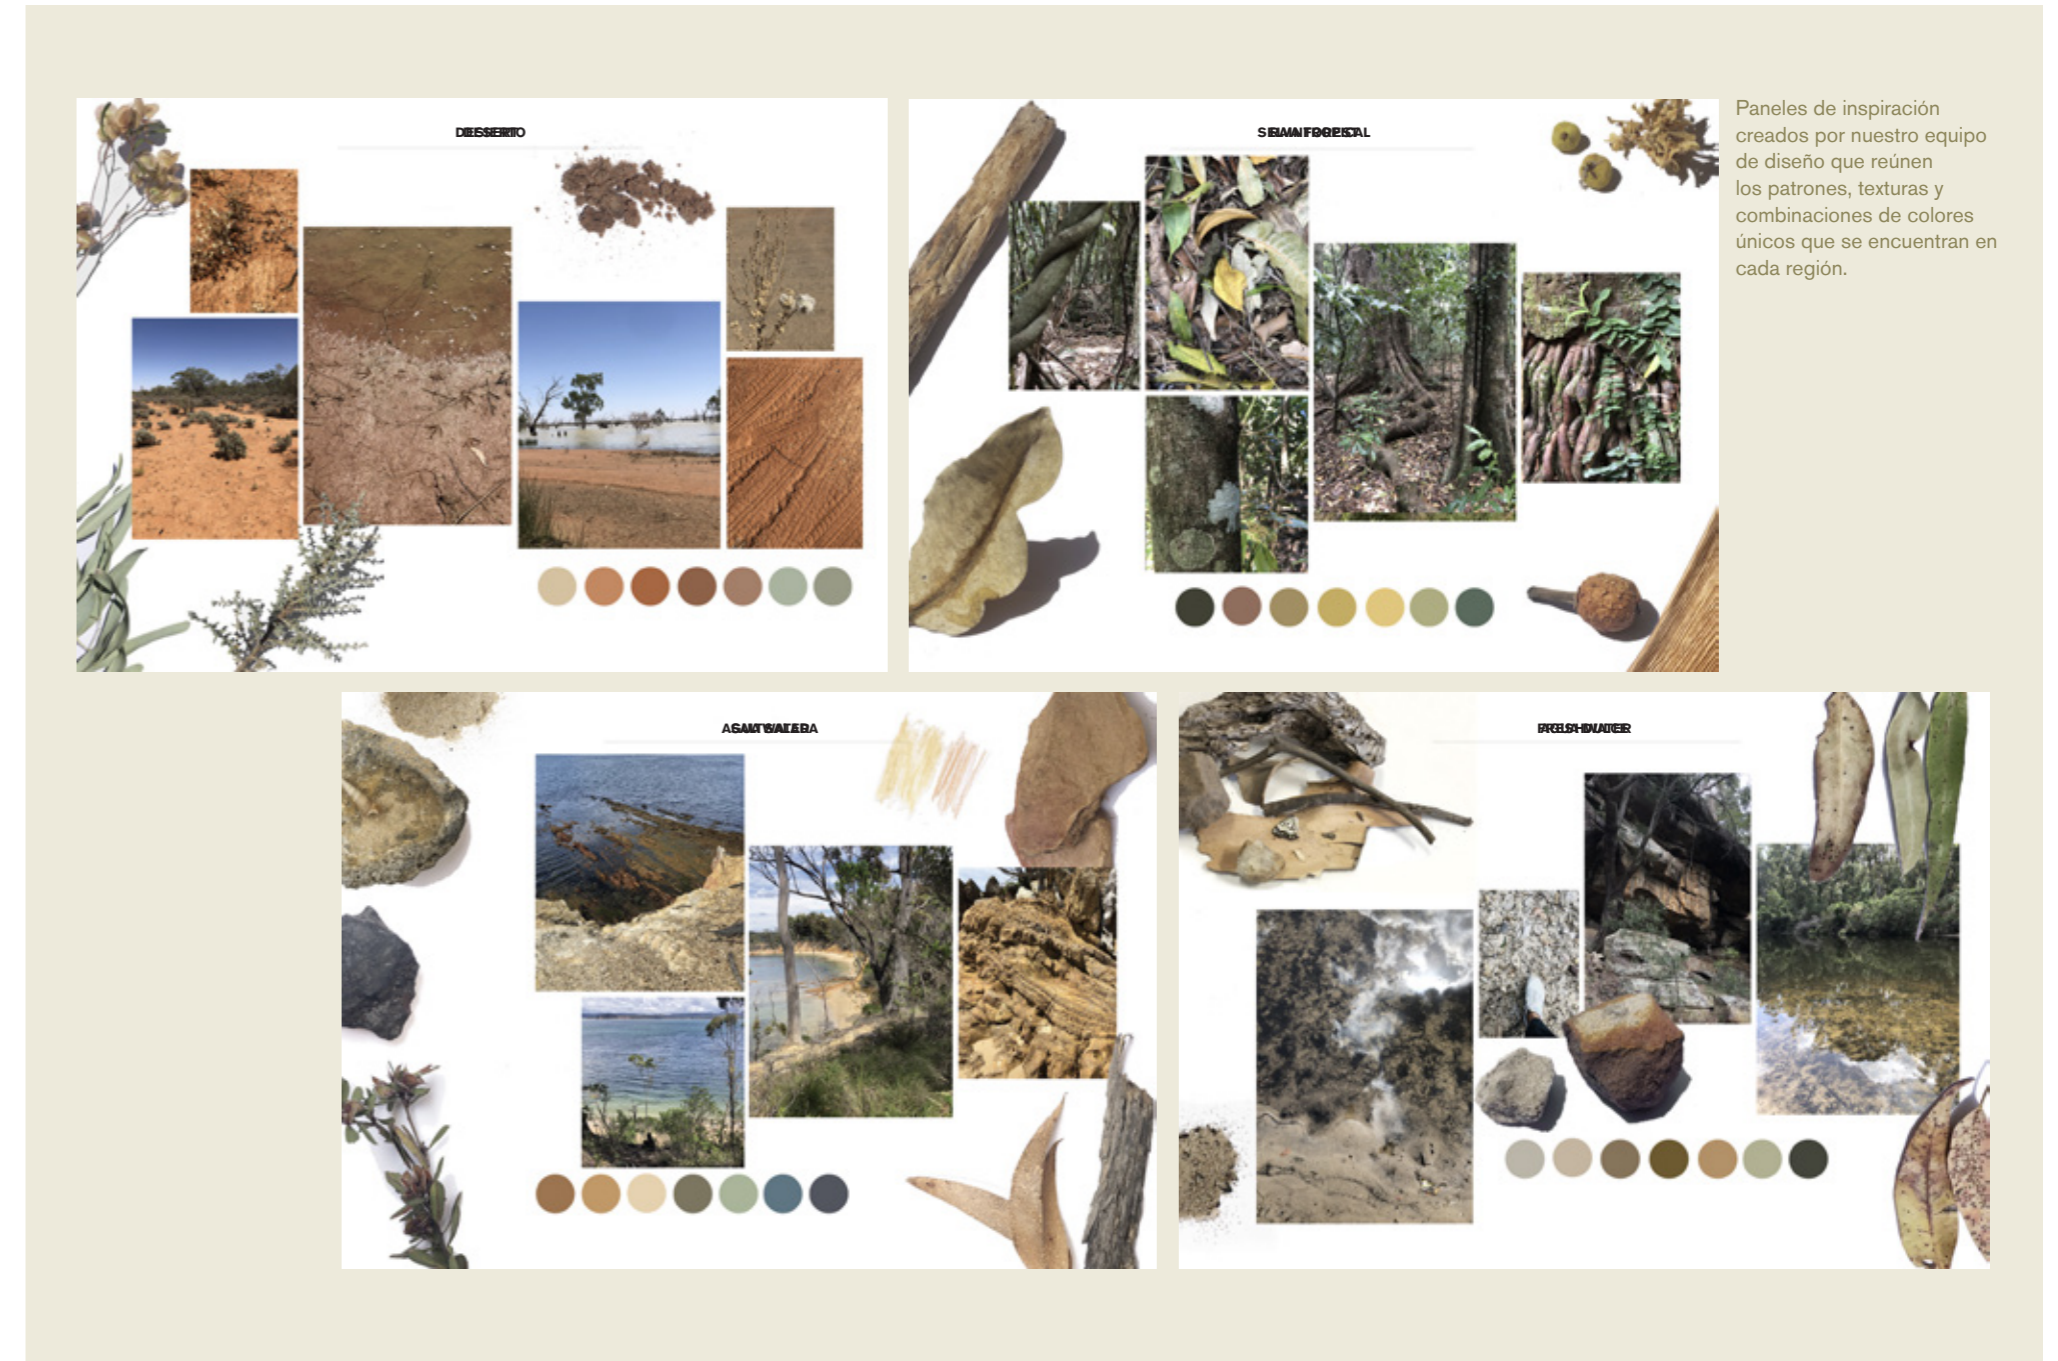 Paneles de inspiración
creados por nuestro equipo
de diseño que reúnen
los patrones, texturas y
combinaciones de colores
únicos que se encuentran en
cada región.